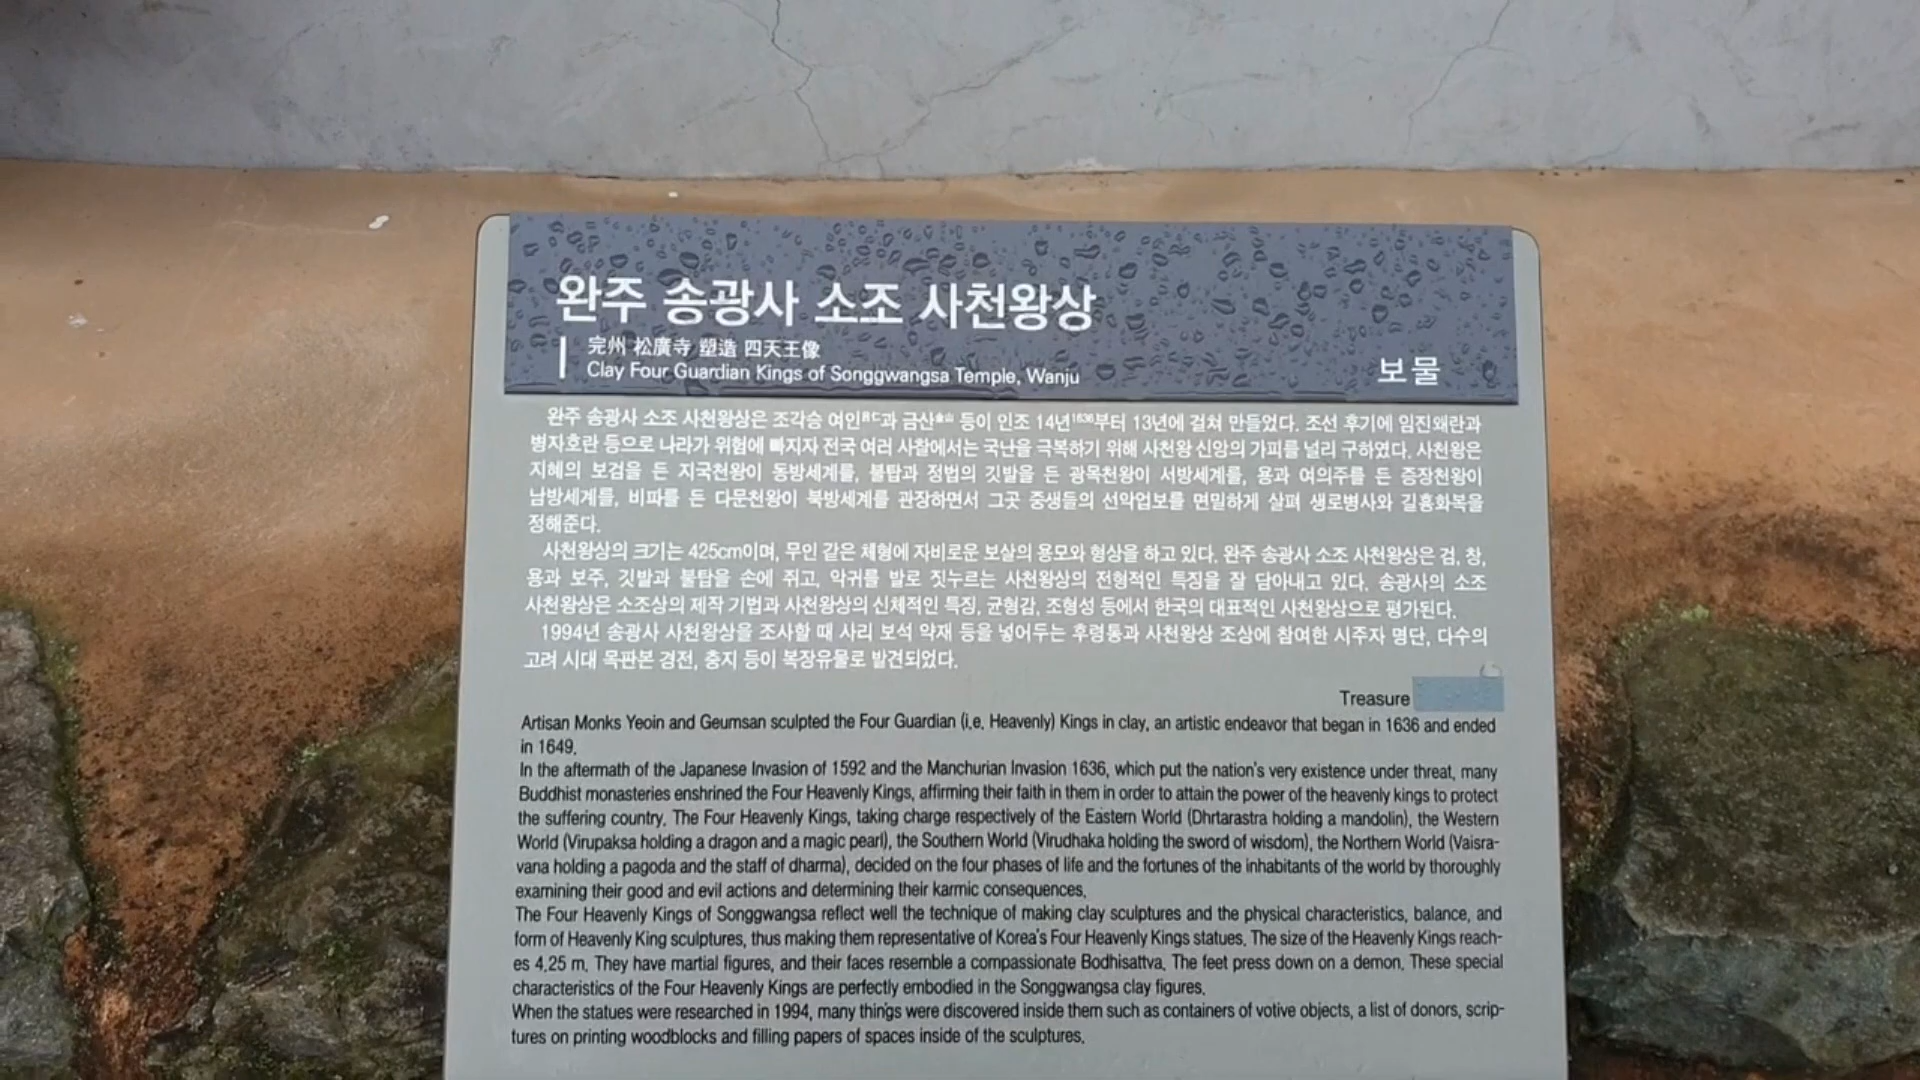 완주 송광사 소조 사천왕상
完州 松廣寺 塑造 四天王像
Clay Four Guardian Kings of Songgwangsa Temple, Wanju
보물
완주 송광사 소조 사천왕상은 조각승 여인과 금산 등이 인조 14년1636부터 13년에 걸쳐 만들었다. 조선 후기에 임진왜란과
병자호란 등으로 나라가 위험에 빠지자 전국 여러 사찰에서는 국난을 극복하기 위해 사천왕 신앙의 가피를 널리 구하였다. 사천왕은
지혜의 보검을 든 지국천왕이 동방세계를, 불탑과 정법의 깃발을 든 광목천왕이 서방세계를, 용과 여의주를 든 증장천왕이
남방세계를, 비파를 든 다문천왕이 북방세계를 관장하면서 그곳 중생들의 선악업보를 면밀하게 살펴 생로병사와 길흉화복을
정해준다.
사천왕상의 크기는 425cm이며, 무인 같은 체형에 자비로운 보살의 용모와 형상을 하고 있다. 완주 송광사 소조 사천왕상은 검, 창,
용과 보주, 깃발과 불탑을 손에 쥐고, 악귀를 발로 짓누르는 사천왕상의 전형적인 특징을 잘 담아내고 있다. 송광사의 소조
사천왕상은 소조상의 제작 기법과 사천왕상의 신체적인 특징, 균형감, 조형성 등에서 한국의 대표적인 사천왕상으로 평가된다.
1994년 송광사 사천왕상을 조사할 때 사리 보석 약재 등을 넣어두는 후령통과 사천왕상 조상에 참여한 시주자 명단, 다수의
고려 시대 목판본 경전, 충지 등이 복장유물로 발견되었다.
Treasure
Artisan Monks Yeoin and Geumsan sculpted the Four Guardian (i.e. Heavenly) Kings in clay, an artistic endeavor that began in 1636 and ended
in 1649.
In the aftermath of the Japanese Invasion of 1592 and the Manchurian Invasion 1636, which put the nation's very existence under threat, many
Buddhist monasteries enshrined the Four Heavenly Kings, affirming their faith in them in order to attain the power of the heavenly kings to protect
the suffering country. The Four Heavenly Kings, taking charge respectively of the Eastern World (Dhrtarastra holding a mandolin), the Western
World (Virupaksa holding a dragon and a magic pearl), the Southern World (Virudhaka holding the sword of wisdom), the Northern World (Vaisra-
vana holding a pagoda and the staff of dharma), decided on the four phases of life and the fortunes of the inhabitants of the world by thoroughly
examining their good and evil actions and determining their karmic consequences.
The Four Heavenly Kings of Songgwangsa reflect well the technique of making clay sculptures and the physical characteristics, balance, and
form of Heavenly King sculptures, thus making them representative of Korea's Four Heavenly Kings statues. The size of the Heavenly Kings reach-
es 4.25 m. They have martial figures, and their faces resemble a compassionate Bodhisattva. The feet press down on a demon. These special
characteristics of the Four Heavenly Kings are perfectly embodied in the Songgwangsa clay figures.
When the statues were researched in 1994, many things were discovered inside them such as containers of votive objects, a list of donors, scrip-
tures on printing woodblocks and filling papers of spaces inside of the sculptures.